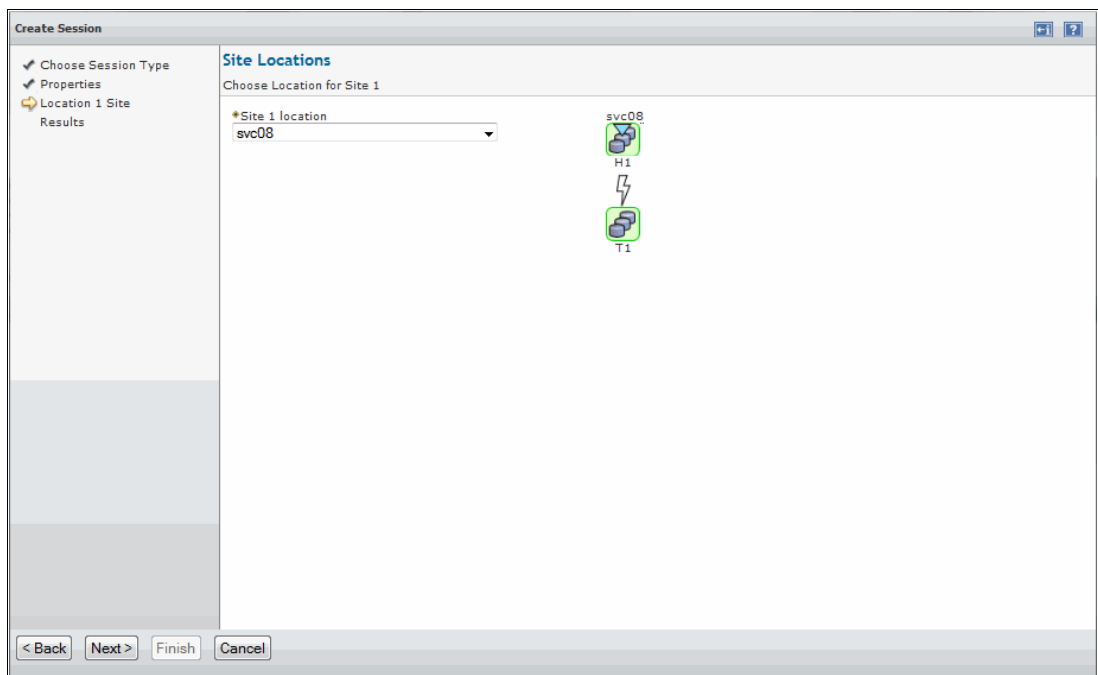 Create Session
Choose Session Type
Properties
Location 1 Site
Results
Site Locations
Choose Location for Site 1
*Site 1 location
svc08
svc08
H1
T1
< Back
Next >
Finish
Cancel